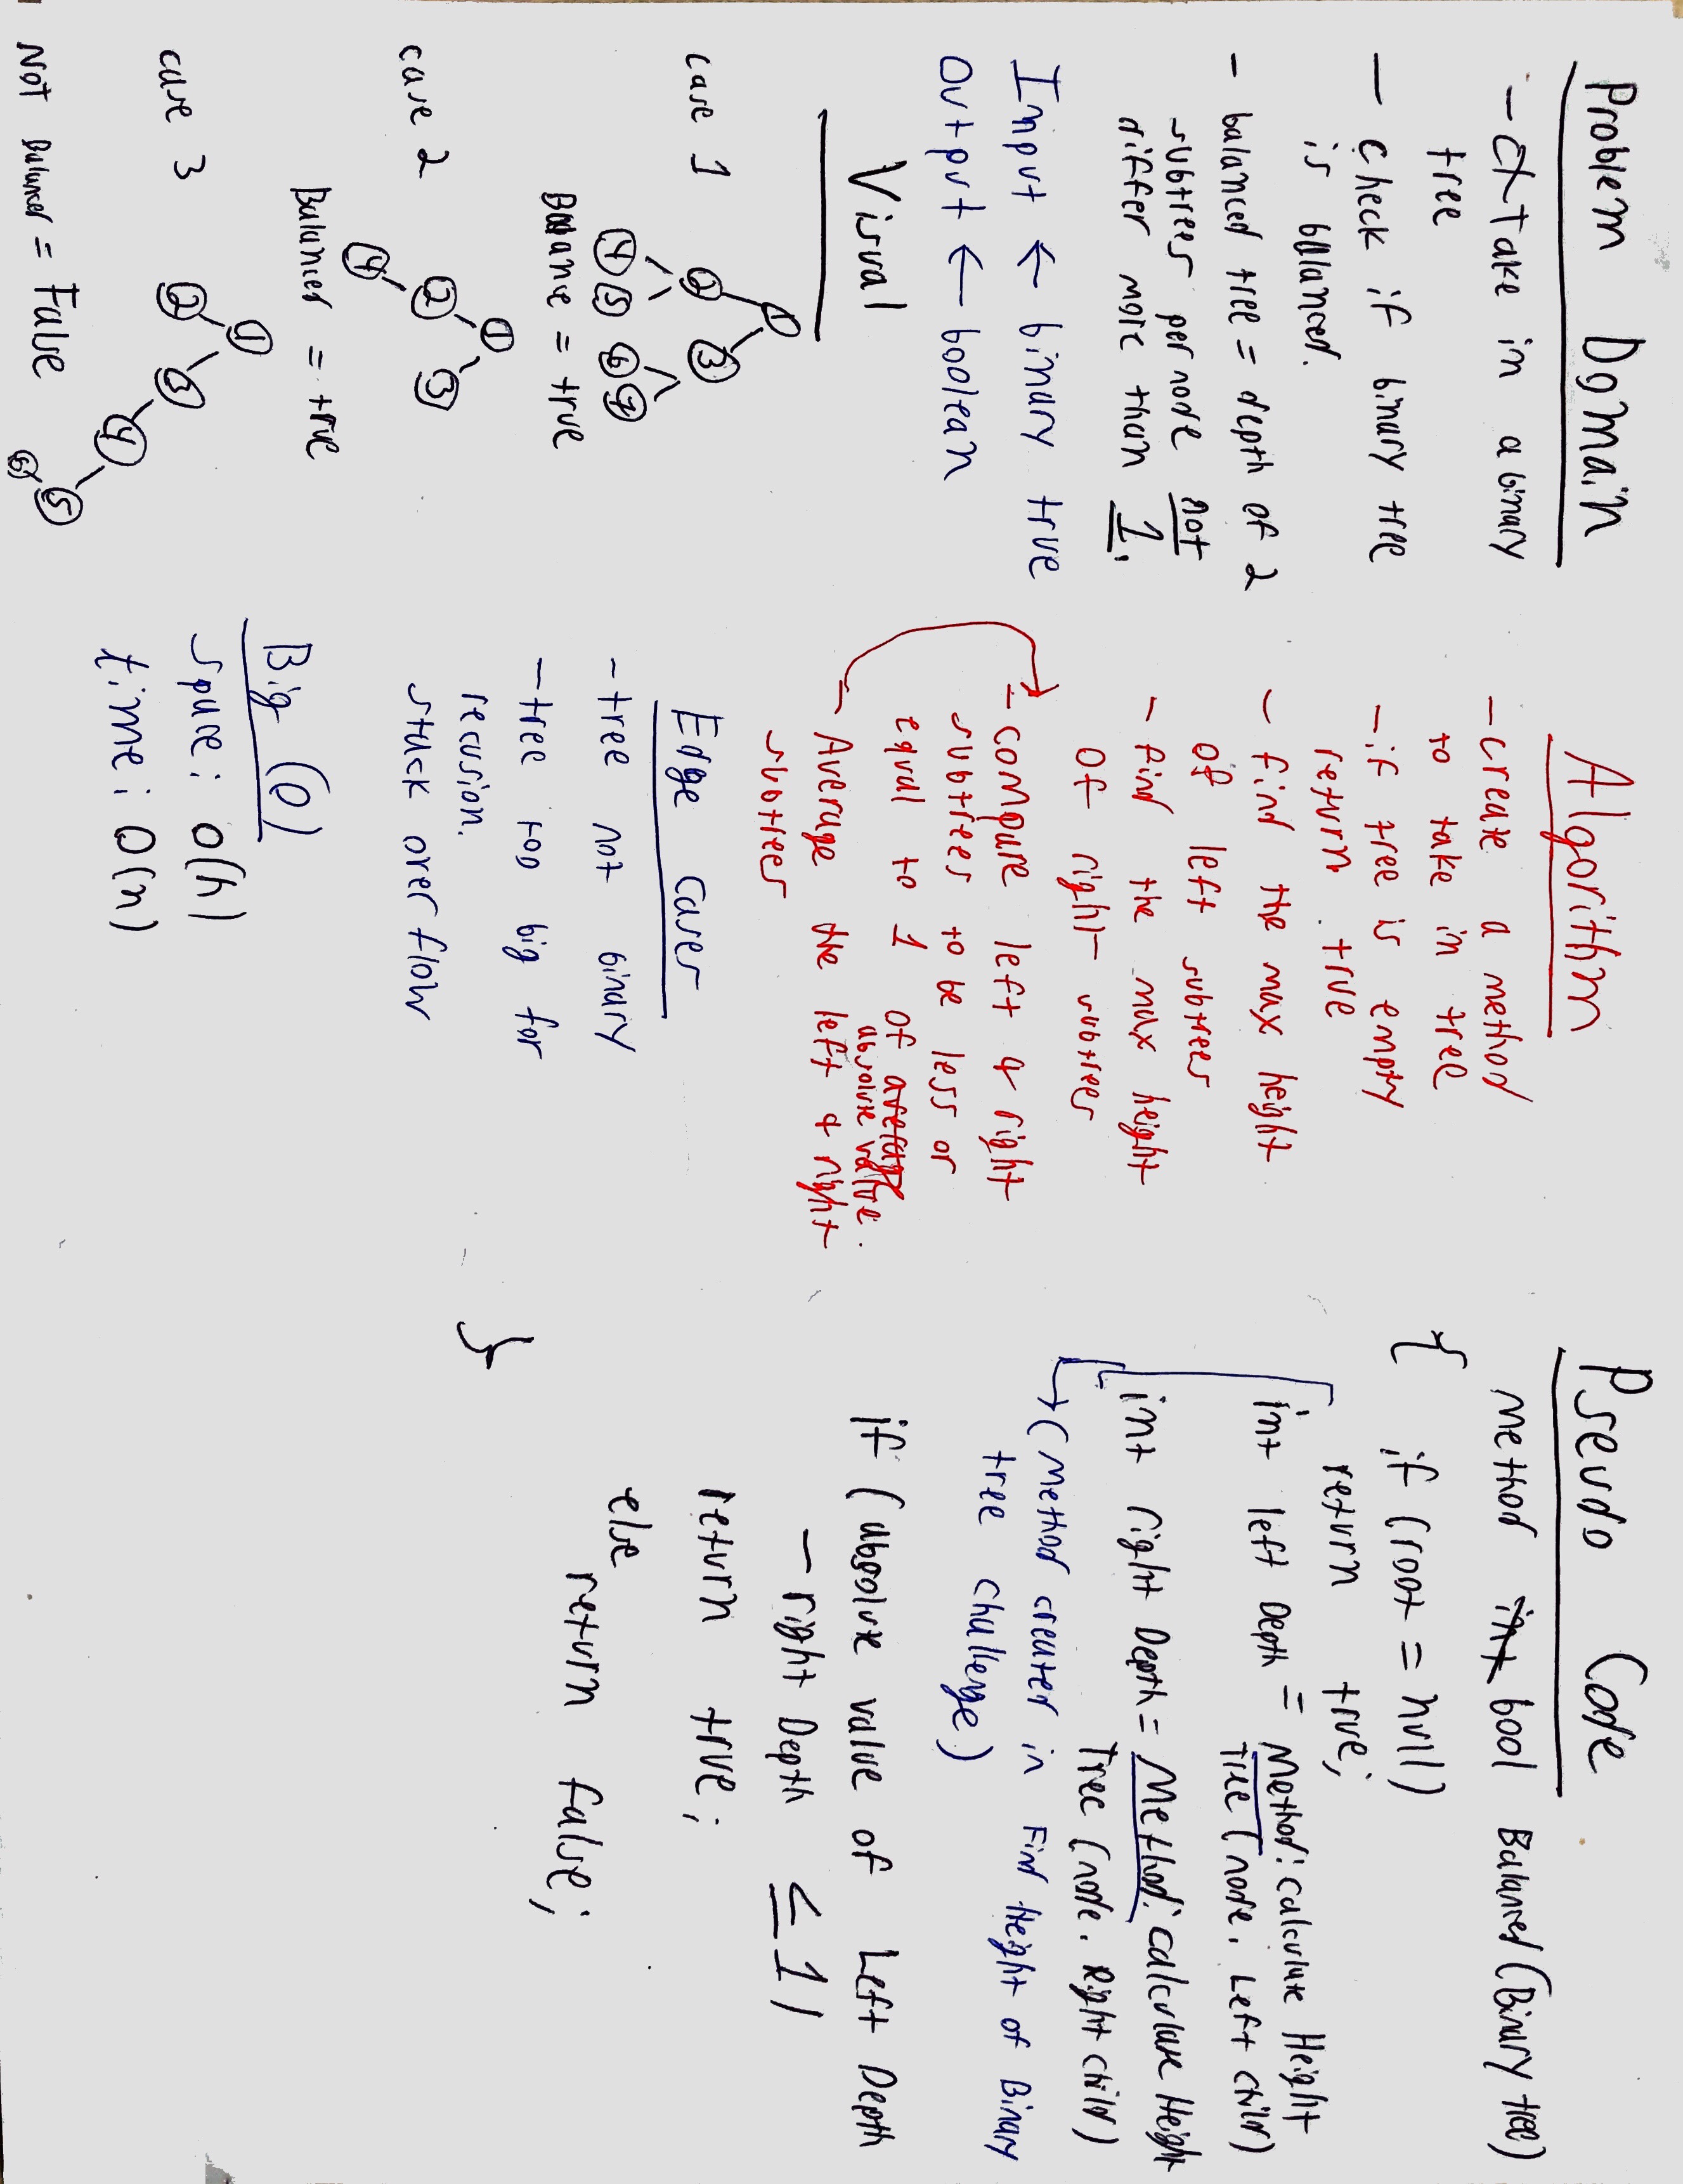 Problem Domain
- Take in a binary
tree
- Check if binary tree
is balanced.
- balanced tree = depth of 2
subtrees per node not
differ more than 1.
Input ← binary true
Output ← boolean
Visual
case 1
1
2
3
4
5
6
7
Balance = true
case 2
1
2
3
4
Balanced = true
case 3
1
2
3
4
5
6
Not Balanced = False
Algorithm
- create a method
to take in tree
- if tree is empty
return true
- find the max height
of left subtrees
- find the max height
of right subtrees
- compare left & right
subtrees to be less or
equal to 1 of average
absolute value.
- Average the left & right
subtrees
Edge Cases
- tree not binary
- tree too big for
recusion.
stack over flow
Big (O)
space: O(h)
time: O(n)
Pseudo Code
method int bool Balanced (Binary tree)
{
if (root = null)
return true;
int left Depth = Method: calculate Height
Tree (node. Left child)
int right Depth = Method: calculate Height
Tree (node. Right child)
(method created in Find Height of Binary
tree challenge)
if (absolute value of Left Depth
- right Depth ≤ 1)
return true;
else
return false;
}